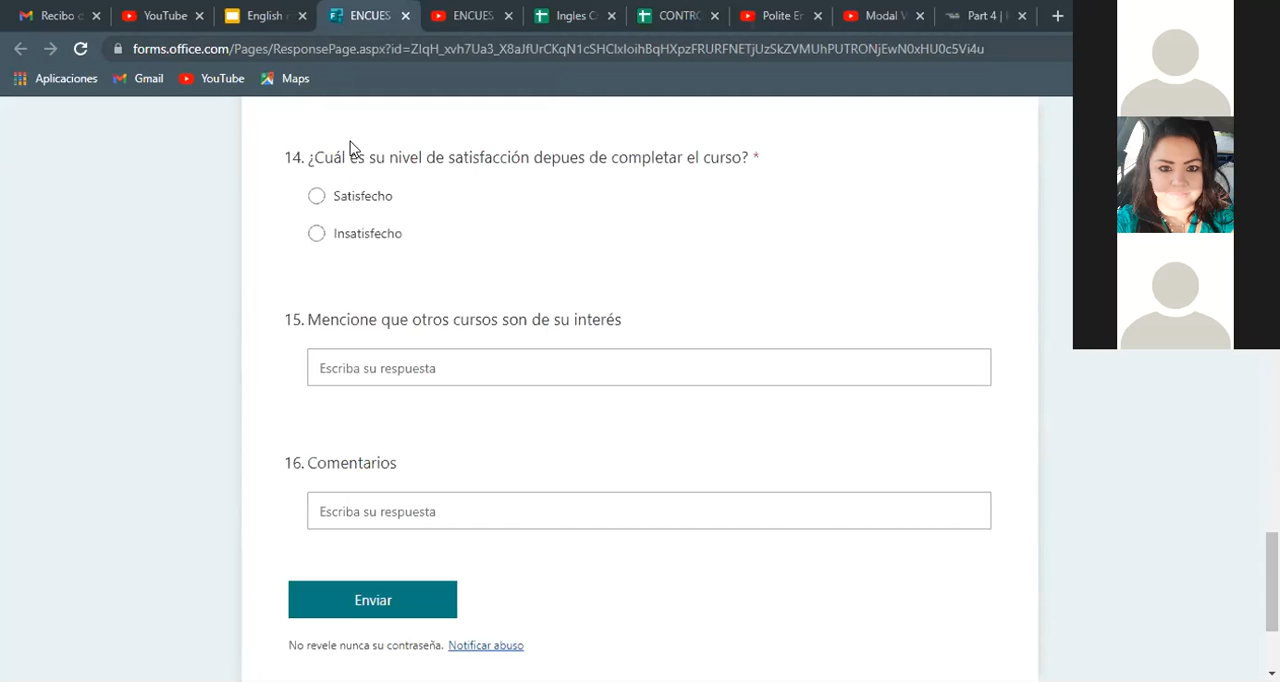 Recibo YouTube English ENCUES ENCUES Ingles C CONTRO Polite Er Modal V Part 4 |
forms.office.com/Pages/ResponsePage.aspx?id=ZIqH_xvh7Ua3_X8aJfUrCKqN1cSHCIxIoihBqHXpzFRURFNETjUzSkZVMUhPUTRONjEwN0xHU0c5Vi4u
Aplicaciones Gmail YouTube Maps
14. ¿Cuál es su nivel de satisfacción depues de completar el curso? *
Satisfecho
Insatisfecho
15. Mencione que otros cursos son de su interés
Escriba su respuesta
16. Comentarios
Escriba su respuesta
Enviar
No revele nunca su contraseña. Notificar abuso